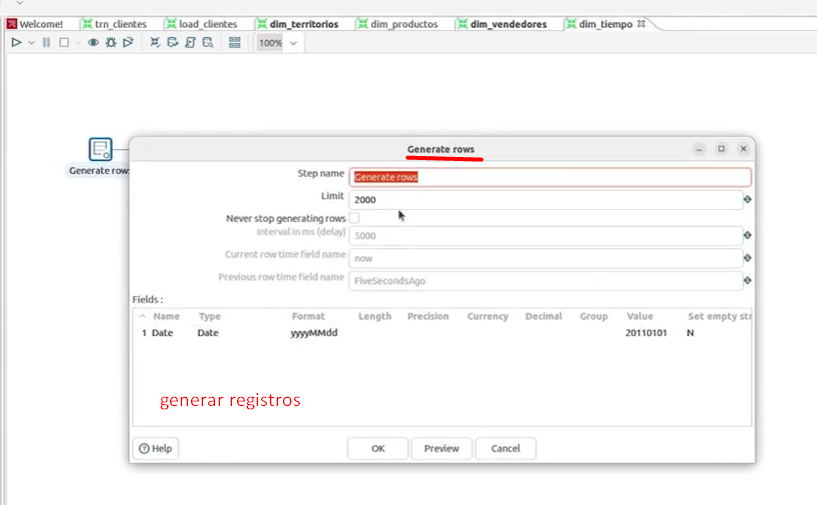 Welcome! trn_clientes load_clientes dim_territorios dim_productos dim_vendedores dim_tiempo
100%
Generate rows
Generate rows
Step name Generate rows
Limit 2000
Never stop generating rows
Interval in ms (delay) 5000
Current row time field name now
Previous row time field name FiveSecondsAgo
Fields :
Name Type Format Length Precision Currency Decimal Group Value Set empty str
1 Date Date yyyyMMdd 20110101 N
generar registros
Help OK Preview Cancel